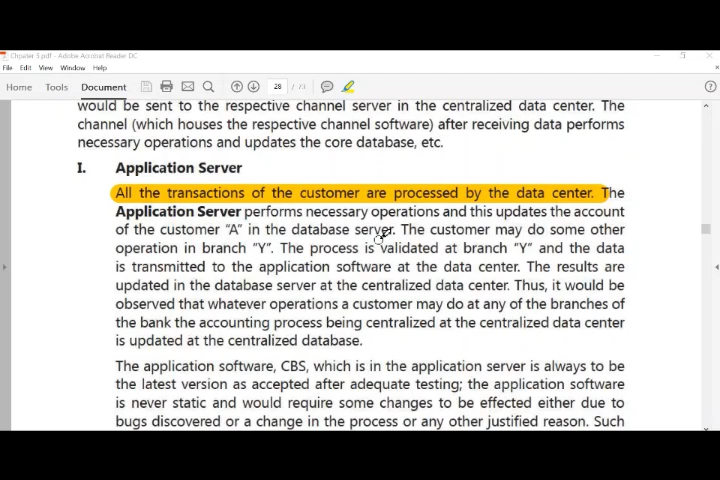 Chpater 5.pdf - Adobe Acrobat Reader DC
File Edit View Window Help
Home Tools Document 28 / 73
would be sent to the respective channel server in the centralized data center. The
channel (which houses the respective channel software) after receiving data performs
necessary operations and updates the core database, etc.
I. Application Server
All the transactions of the customer are processed by the data center. The
Application Server performs necessary operations and this updates the account
of the customer “A” in the database server. The customer may do some other
operation in branch “Y”. The process is validated at branch “Y” and the data
is transmitted to the application software at the data center. The results are
updated in the database server at the centralized data center. Thus, it would be
observed that whatever operations a customer may do at any of the branches of
the bank the accounting process being centralized at the centralized data center
is updated at the centralized database.
The application software, CBS, which is in the application server is always to be
the latest version as accepted after adequate testing; the application software
is never static and would require some changes to be effected either due to
bugs discovered or a change in the process or any other justified reason. Such